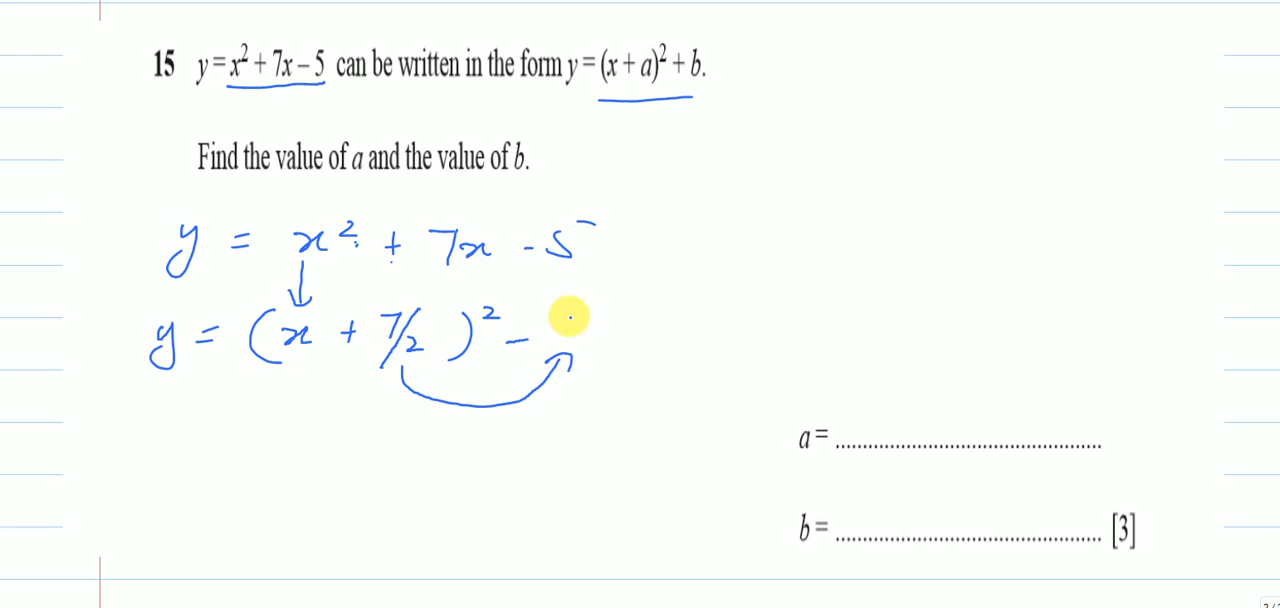 15 y = x² + 7x – 5 can be written in the form y = (x + a)² + b.
Find the value of a and the value of b.
y = x² + 7x - 5
y = (x + 7/2)² -
a = ................................................
b = ................................................ [3]